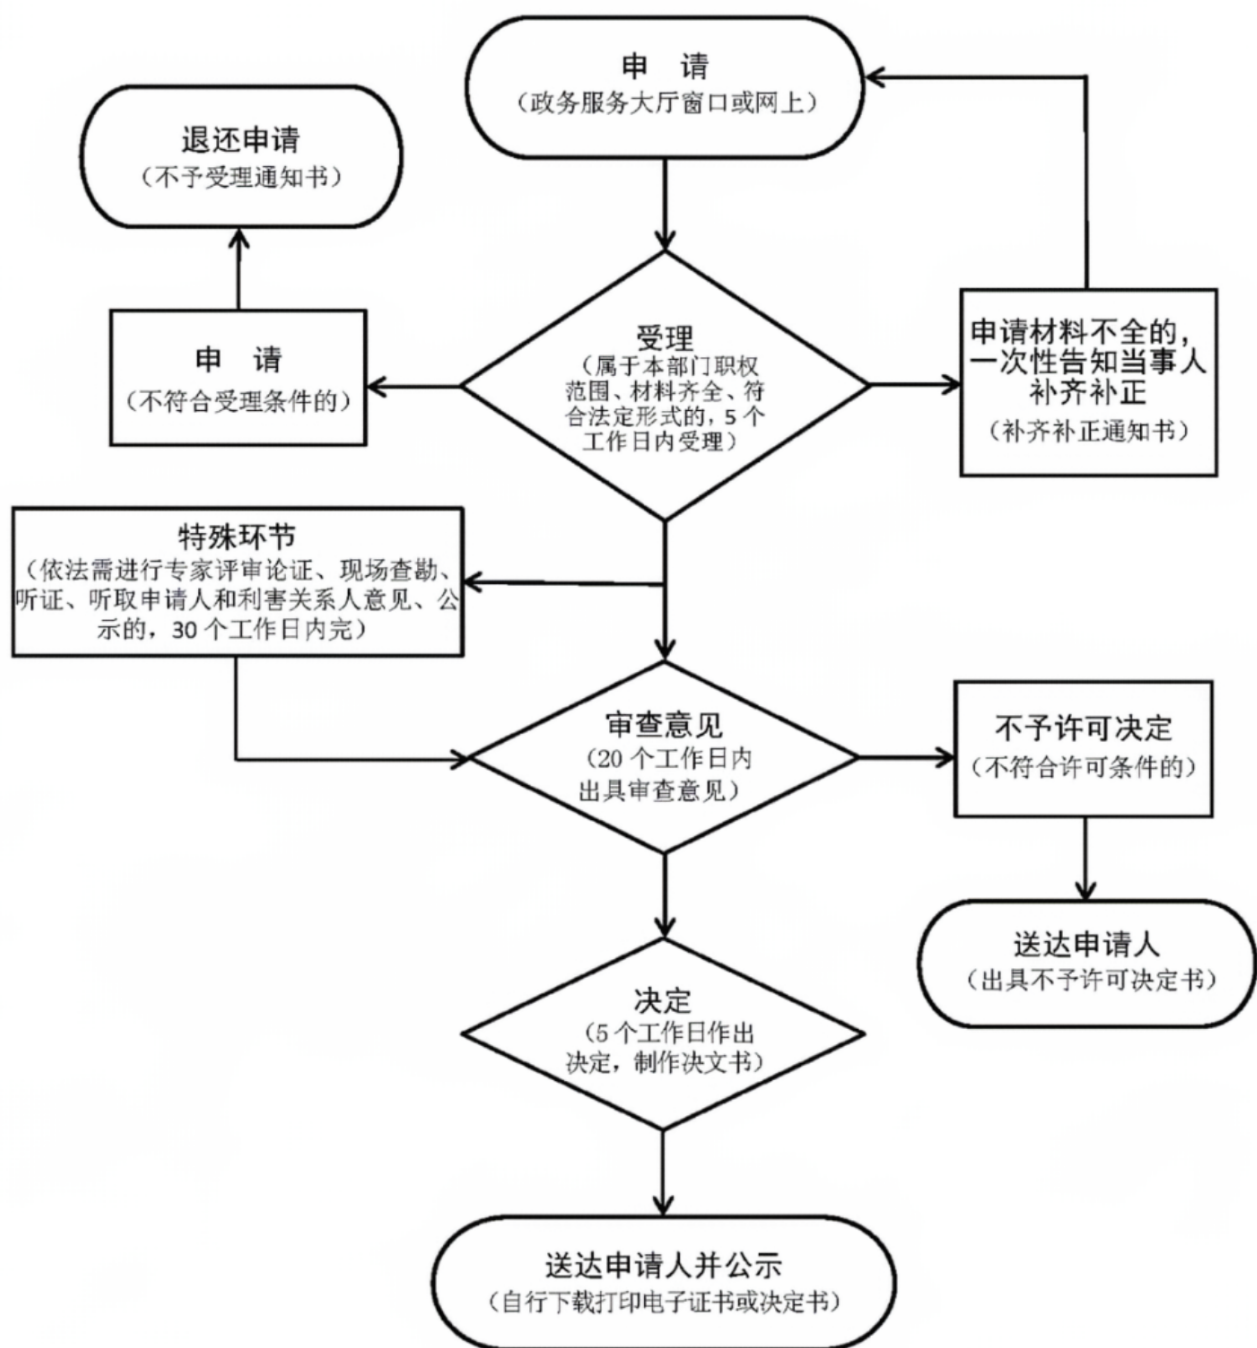 申 请
（政务服务大厅窗口或网上）
退还申请
（不予受理通知书）
受理
（属于本部门职权
范围、材料齐全、符
合法定形式的，5 个
工作日内受理）
申 请
（不符合受理条件的）
申请材料不全的，
一次性告知当事人
补齐补正
（补齐补正通知书）
特殊环节
（依法需进行专家评审论证、现场查勘、
听证、听取申请人和利害关系人意见、公
示的，30 个工作日内完）
审查意见
（20 个工作日内
出具审查意见）
不予许可决定
（不符合许可条件的）
送达申请人
（出具不予许可决定书）
决定
（5 个工作日作出
决定，制作决文书）
送达申请人并公示
（自行下载打印电子证书或决定书）